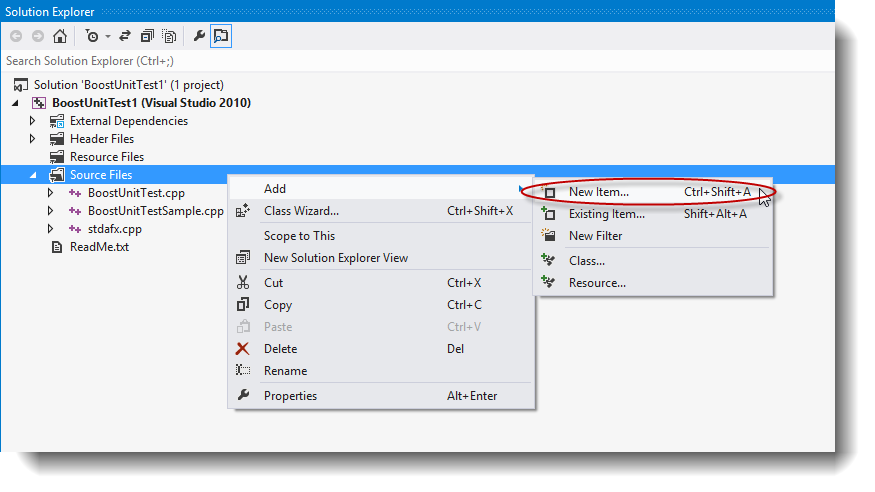 Solution Explorer
Search Solution Explorer (Ctrl+;)
Solution 'BoostUnitTest1' (1 project)
BoostUnitTest1 (Visual Studio 2010)
External Dependencies
Header Files
Resource Files
Source Files
BoostUnitTest.cpp
BoostUnitTestSample.cpp
stdafx.cpp
ReadMe.txt
Add
Class Wizard... Ctrl+Shift+X
Scope to This
New Solution Explorer View
Cut Ctrl+X
Copy Ctrl+C
Paste Ctrl+V
Delete Del
Rename
Properties Alt+Enter
New Item... Ctrl+Shift+A
Existing Item... Shift+Alt+A
New Filter
Class...
Resource...